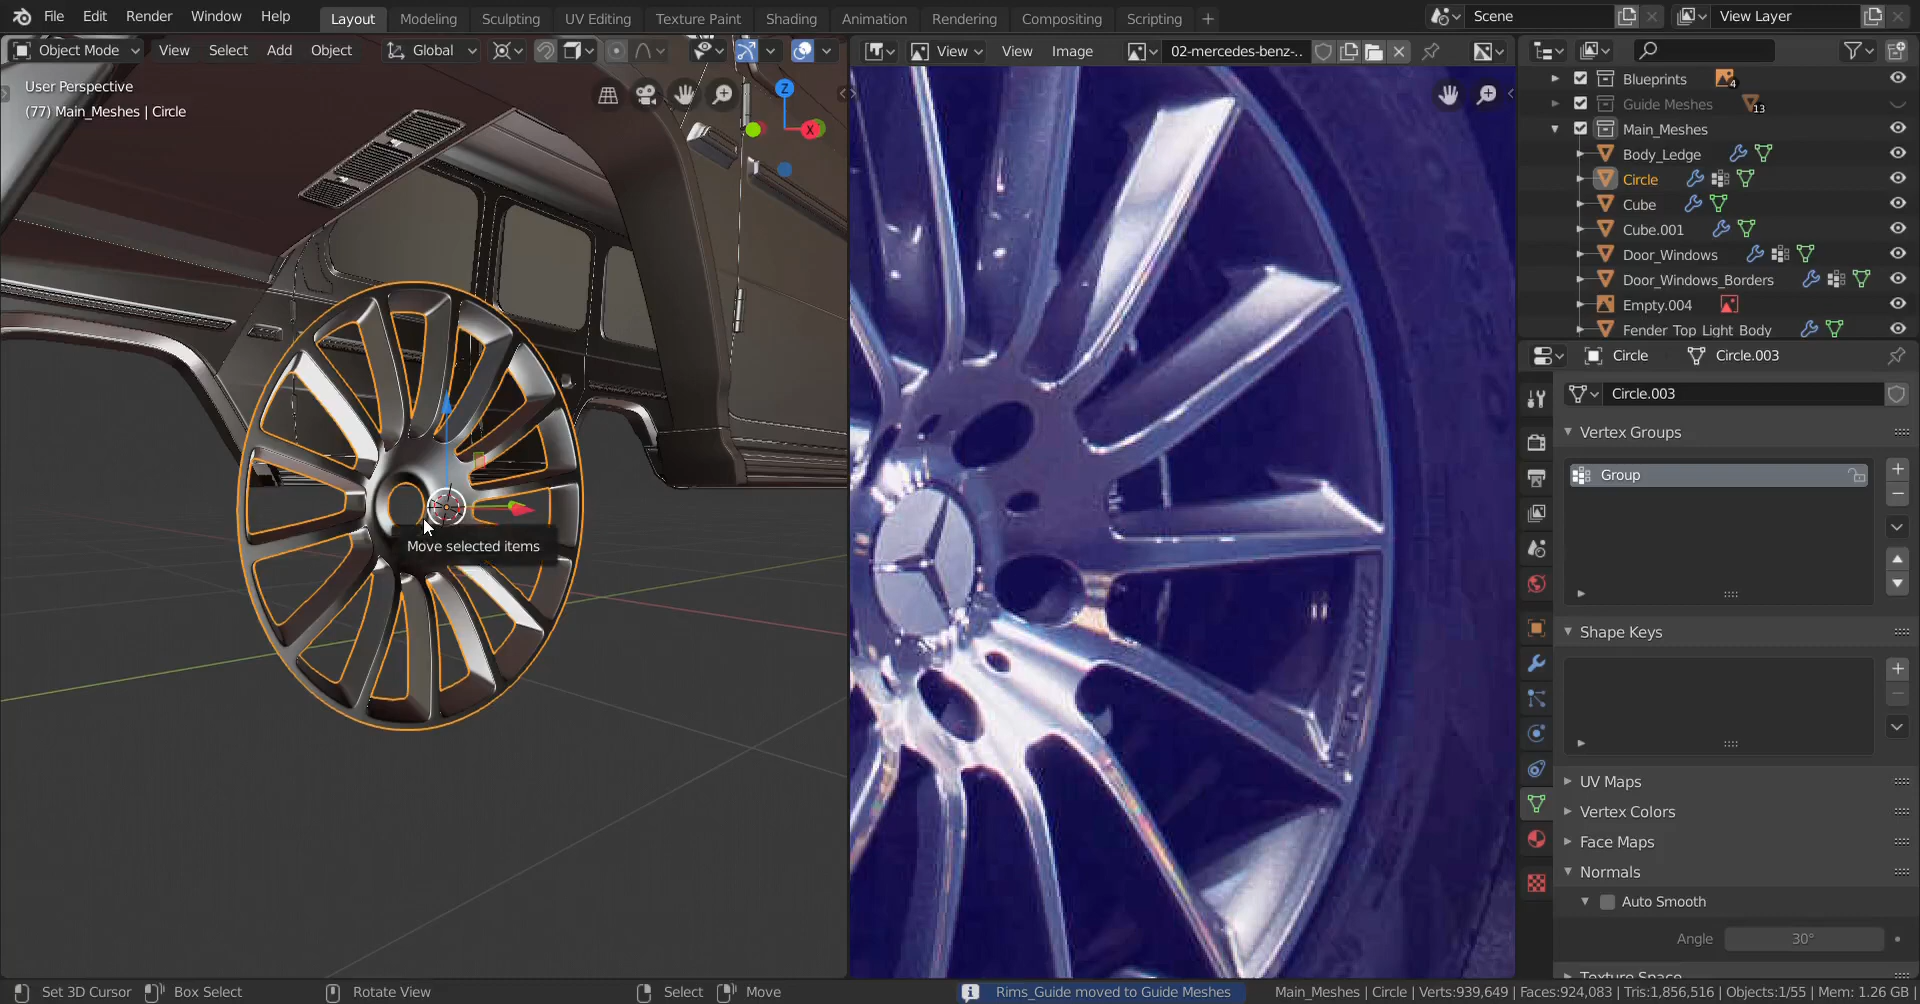 File Edit Render Window Help Layout Modeling Sculpting UV Editing Texture Paint Shading Animation Rendering Compositing Scripting + Scene View Layer
Object Mode View Select Add Object Global View View Image 02-mercedes-benz-..
User Perspective
(77) Main_Meshes | Circle
Z
X
Move selected items
Blueprints 4
Guide Meshes 13
Main_Meshes
Body_Ledge
Circle
Cube
Cube.001
Door_Windows
Door_Windows_Borders
Empty.004
Fender_Top_Light_Body
Circle Circle.003
Circle.003
Vertex Groups
Group
Shape Keys
UV Maps
Vertex Colors
Face Maps
Normals
Auto Smooth
Angle 30°
Texture Space
Set 3D Cursor Box Select Rotate View Select Move Rims_Guide moved to Guide Meshes Main_Meshes | Circle | Verts:939,649 | Faces:924,083 | Tris:1,856,516 | Objects:1/55 | Mem: 1.26 GB |